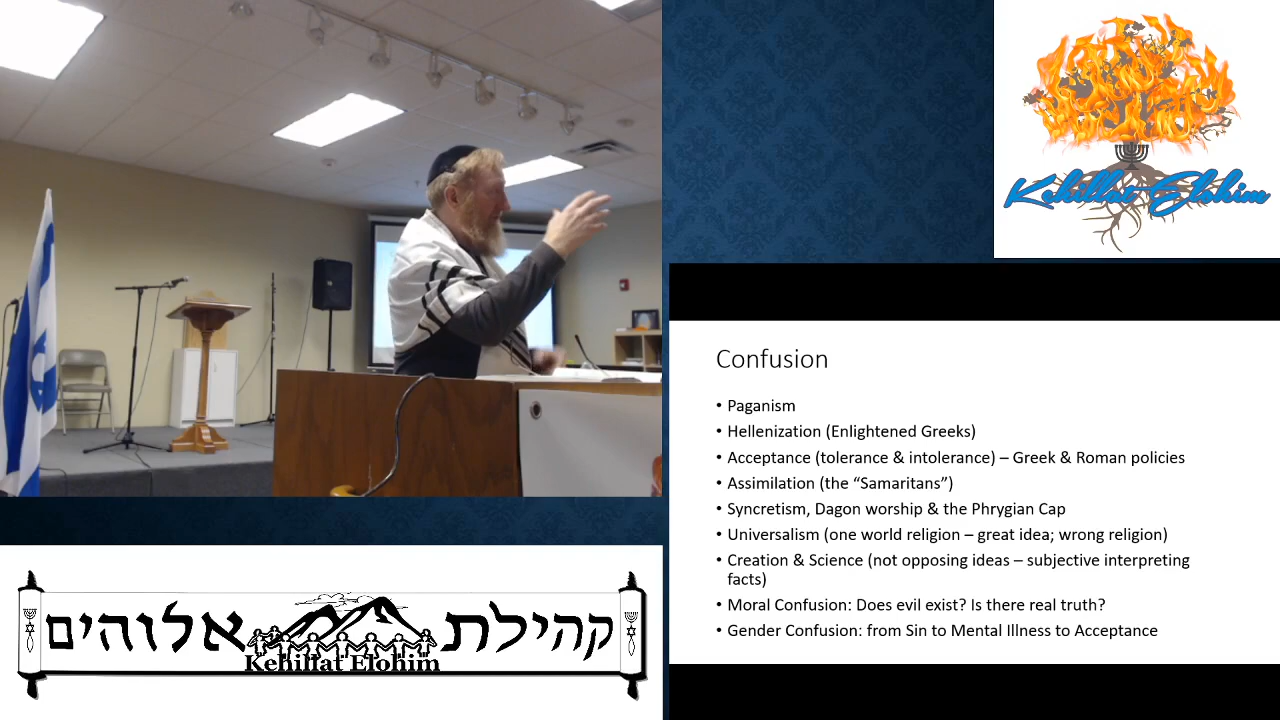 Kehillat Elohim
Confusion
• Paganism
• Hellenization (Enlightened Greeks)
• Acceptance (tolerance & intolerance) – Greek & Roman policies
• Assimilation (the “Samaritans”)
• Syncretism, Dagon worship & the Phrygian Cap
• Universalism (one world religion – great idea; wrong religion)
• Creation & Science (not opposing ideas – subjective interpreting
facts)
• Moral Confusion: Does evil exist? Is there real truth?
• Gender Confusion: from Sin to Mental Illness to Acceptance
קהילת אלוהים
Kehillat Elohim